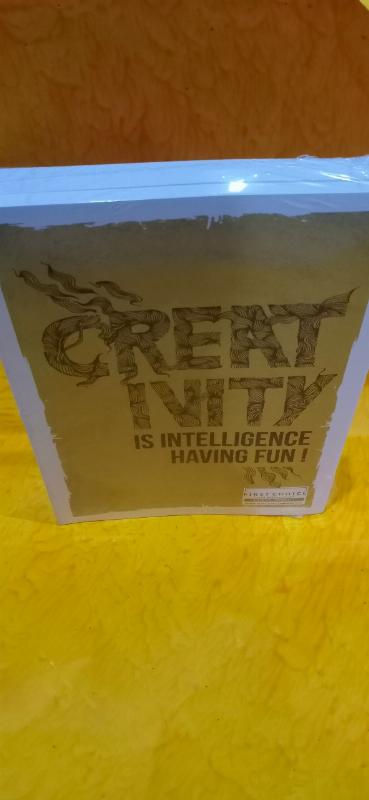 CREAT
IVITY
IS INTELLIGENCE
HAVING FUN !
FIRST CHOICE